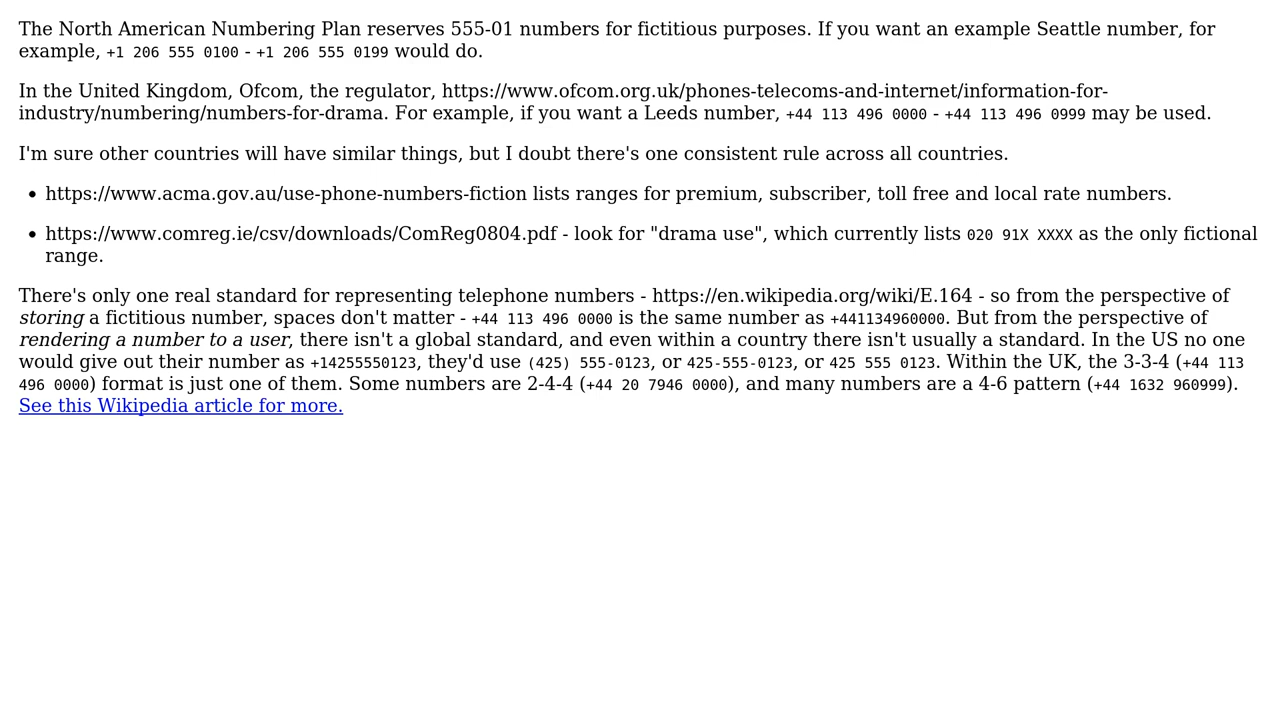 The North American Numbering Plan reserves 555-01 numbers for fictitious purposes. If you want an example Seattle number, for
example, +1 206 555 0100 - +1 206 555 0199 would do.
In the United Kingdom, Ofcom, the regulator, https://www.ofcom.org.uk/phones-telecoms-and-internet/information-for-
industry/numbering/numbers-for-drama. For example, if you want a Leeds number, +44 113 496 0000 - +44 113 496 0999 may be used.
I'm sure other countries will have similar things, but I doubt there's one consistent rule across all countries.
• https://www.acma.gov.au/use-phone-numbers-fiction lists ranges for premium, subscriber, toll free and local rate numbers.
• https://www.comreg.ie/csv/downloads/ComReg0804.pdf - look for "drama use", which currently lists 020 91X XXXX as the only fictional
range.
There's only one real standard for representing telephone numbers - https://en.wikipedia.org/wiki/E.164 - so from the perspective of
storing a fictitious number, spaces don't matter - +44 113 496 0000 is the same number as +441134960000. But from the perspective of
rendering a number to a user, there isn't a global standard, and even within a country there isn't usually a standard. In the US no one
would give out their number as +14255550123, they'd use (425) 555-0123, or 425-555-0123, or 425 555 0123. Within the UK, the 3-3-4 (+44 113
496 0000) format is just one of them. Some numbers are 2-4-4 (+44 20 7946 0000), and many numbers are a 4-6 pattern (+44 1632 960999).
See this Wikipedia article for more.